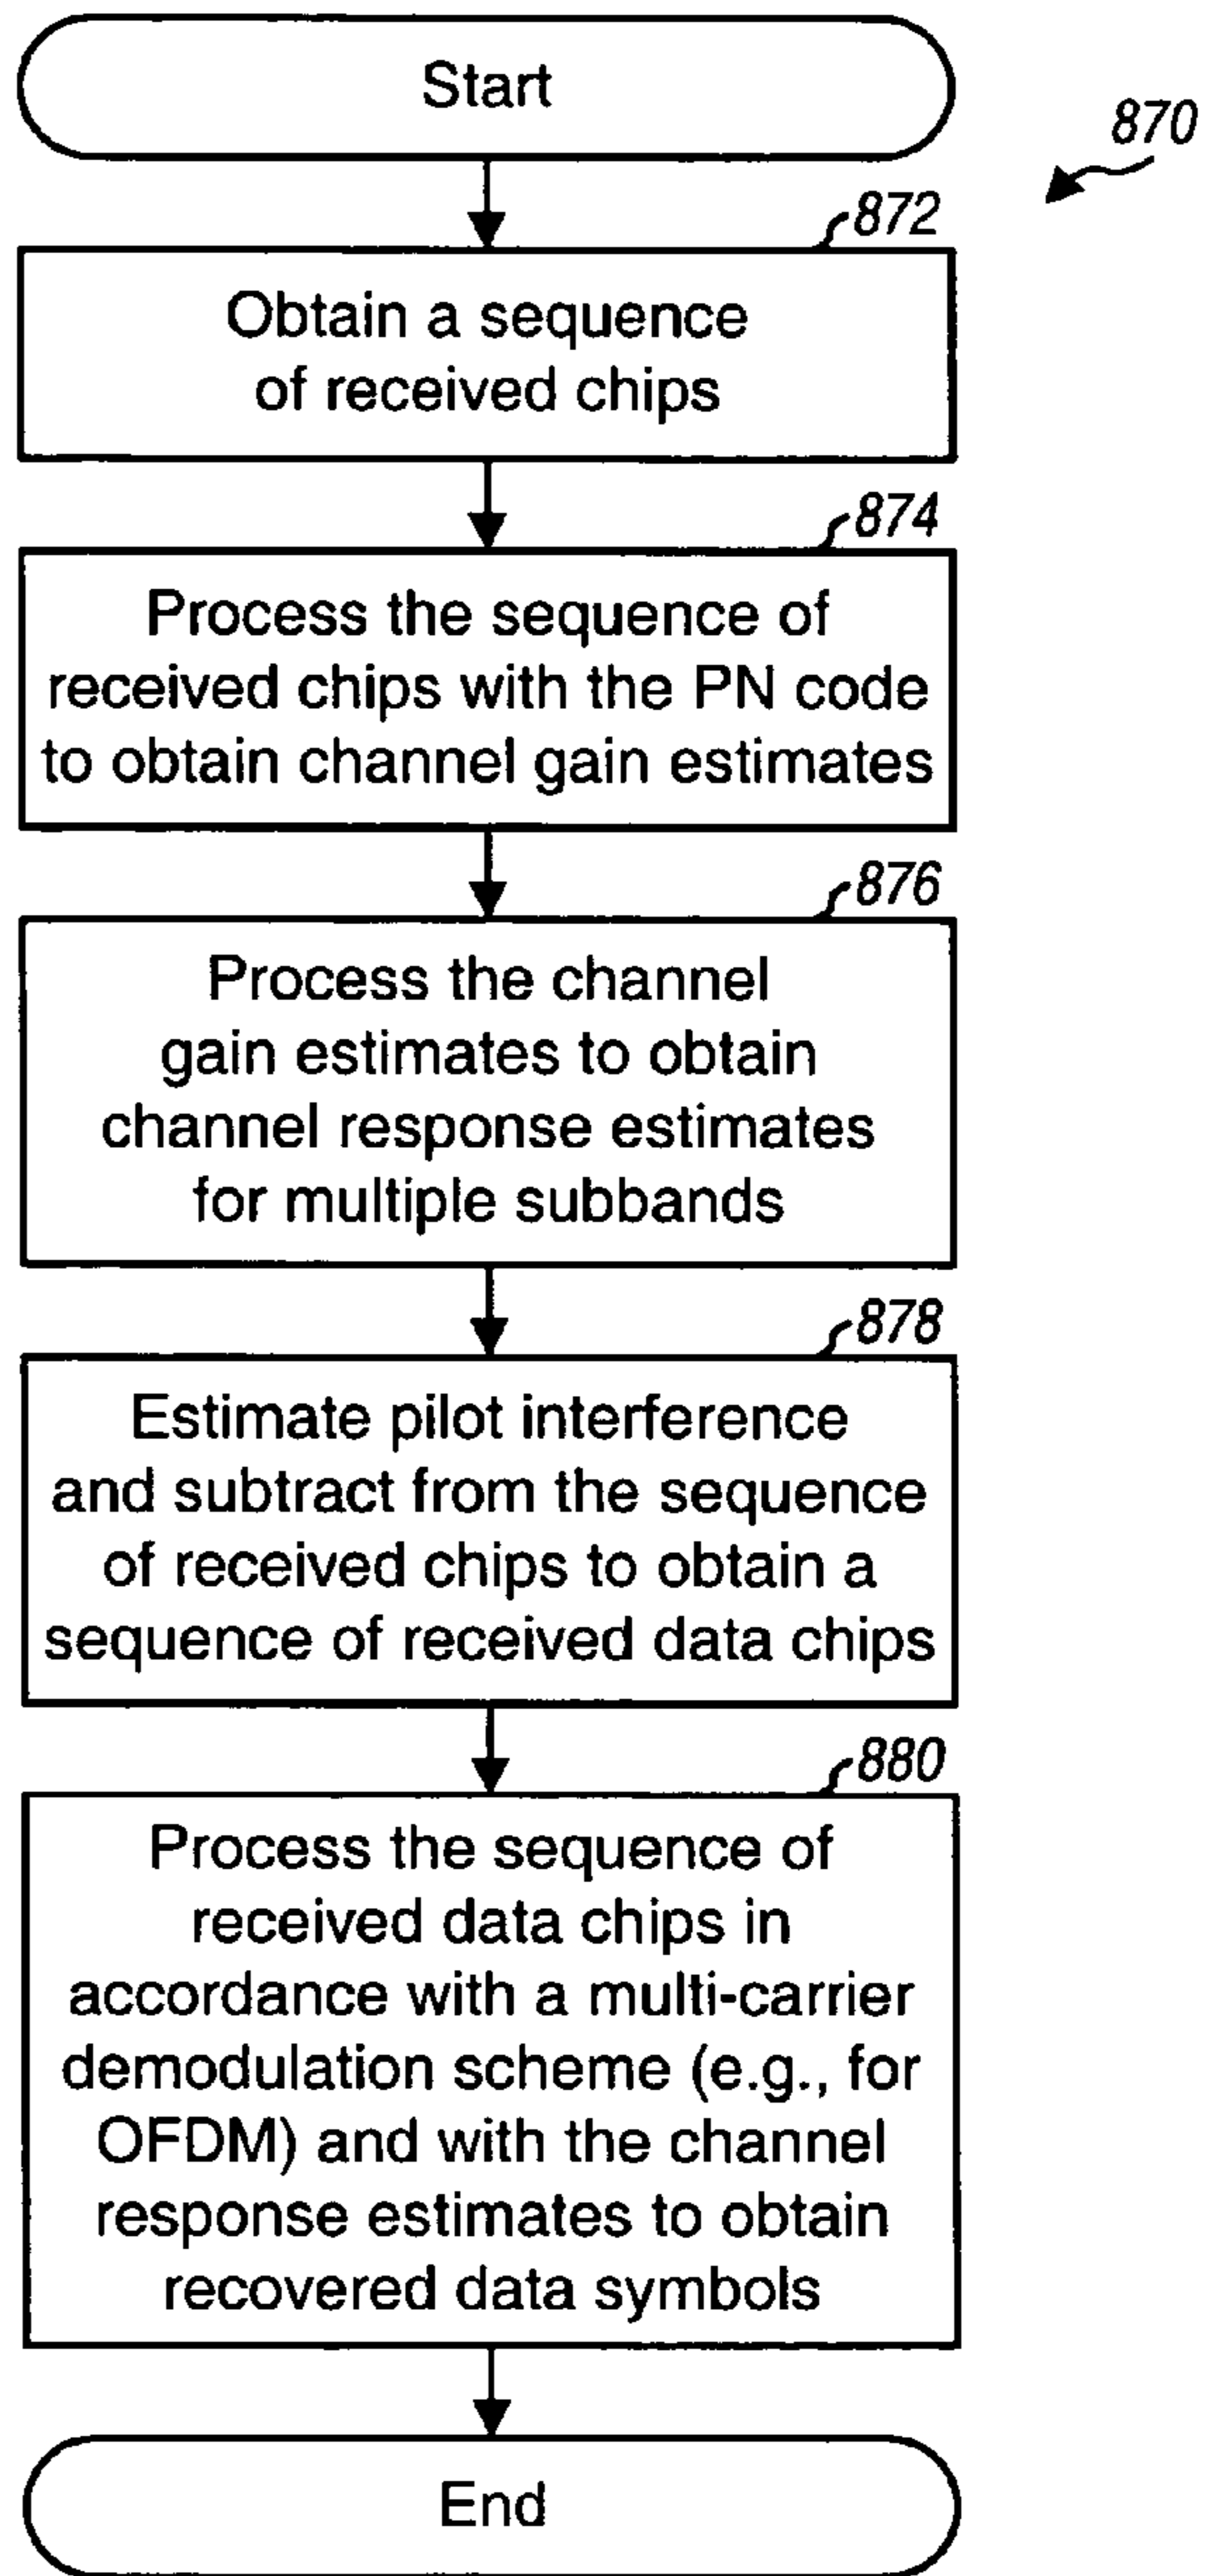 Start
870
872
Obtain a sequence
of received chips
874
Process the sequence of
received chips with the PN code
to obtain channel gain estimates
876
Process the channel
gain estimates to obtain
channel response estimates
for multiple subbands
878
Estimate pilot interference
and subtract from the sequence
of received chips to obtain a
sequence of received data chips
880
Process the sequence of
received data chips in
accordance with a multi-carrier
demodulation scheme (e.g., for
OFDM) and with the channel
response estimates to obtain
recovered data symbols
End